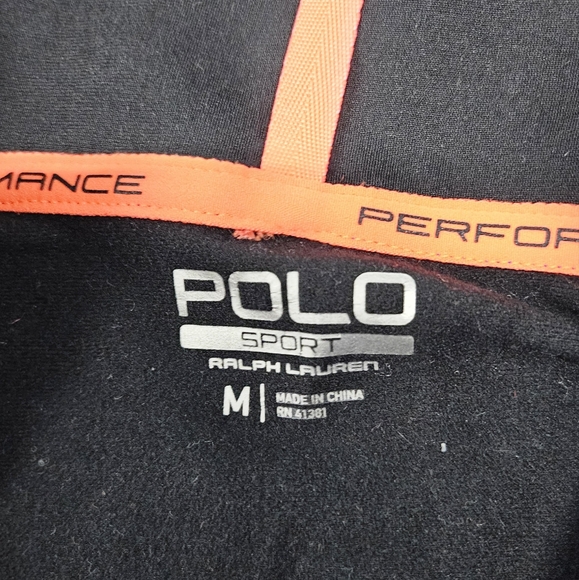 MANCE
PERFOR
POLO
SPORT
RALPH LAUREN
M
MADE IN CHINA
RN 41381